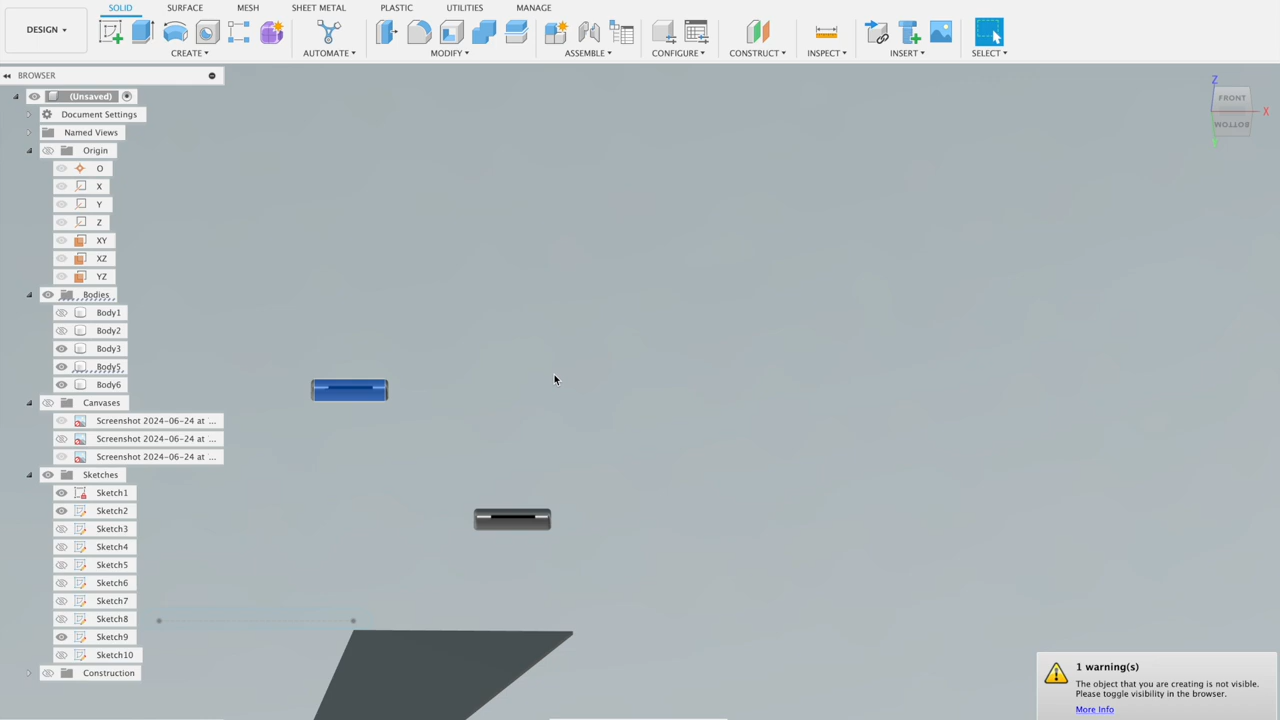 SOLID SURFACE MESH SHEET METAL PLASTIC UTILITIES MANAGE
DESIGN
CREATE AUTOMATE MODIFY ASSEMBLE CONFIGURE CONSTRUCT INSPECT INSERT SELECT
BROWSER
(Unsaved)
Document Settings
Named Views
Origin
O
X
Y
Z
XY
XZ
YZ
Bodies
Body1
Body2
Body3
Body5
Body6
Canvases
Screenshot 2024-06-24 at '...
Screenshot 2024-06-24 at '...
Screenshot 2024-06-24 at '...
Sketches
Sketch1
Sketch2
Sketch3
Sketch4
Sketch5
Sketch6
Sketch7
Sketch8
Sketch9
Sketch10
Construction
Z
FRONT
X
BOTTOM
1 warning(s)
The object that you are creating is not visible.
Please toggle visibility in the browser.
More Info